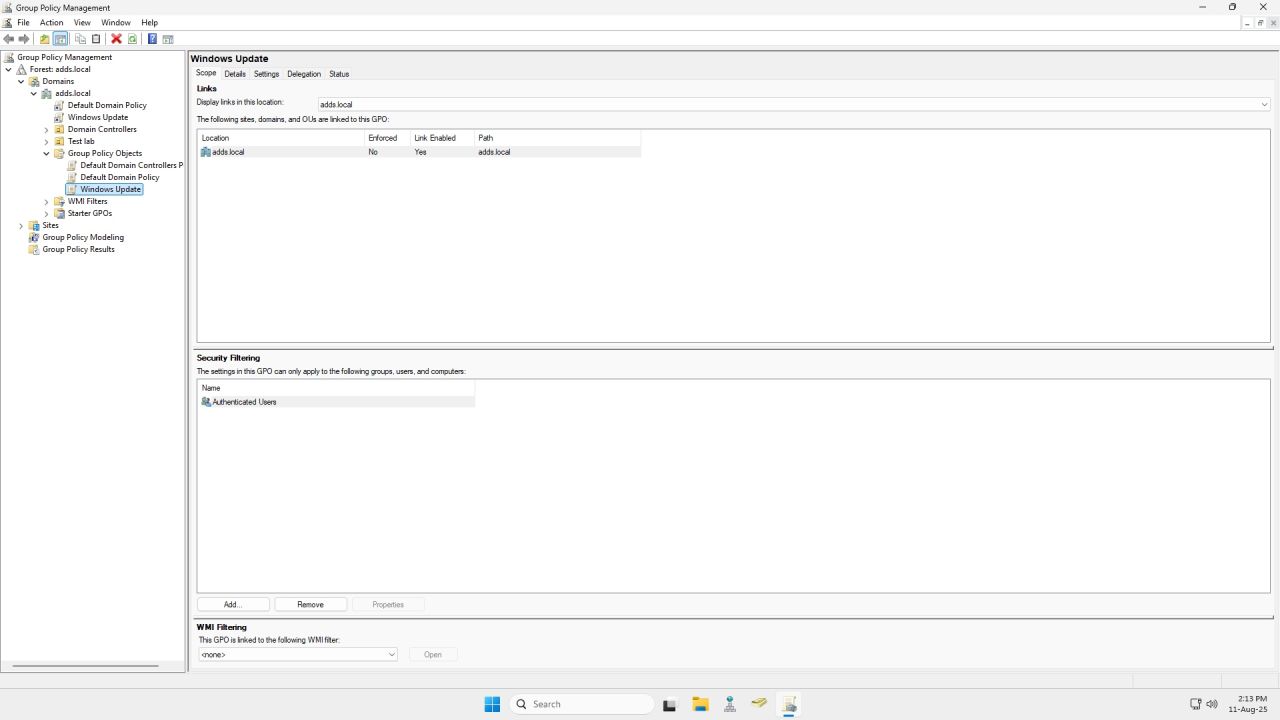 Group Policy Management
File Action View Window Help
Group Policy Management
Forest: adds.local
Domains
adds.local
Default Domain Policy
Windows Update
Domain Controllers
Test lab
Group Policy Objects
Default Domain Controllers P
Default Domain Policy
Windows Update
WMI Filters
Starter GPOs
Sites
Group Policy Modeling
Group Policy Results
Windows Update
Scope Details Settings Delegation Status
Links
Display links in this location: adds.local
The following sites, domains, and OUs are linked to this GPO:
Location Enforced Link Enabled Path
adds.local No Yes adds.local
Security Filtering
The settings in this GPO can only apply to the following groups, users, and computers:
Name
Authenticated Users
Add... Remove Properties
WMI Filtering
This GPO is linked to the following WMI filter:
<none> Open
Search
2:13 PM
11-Aug-25